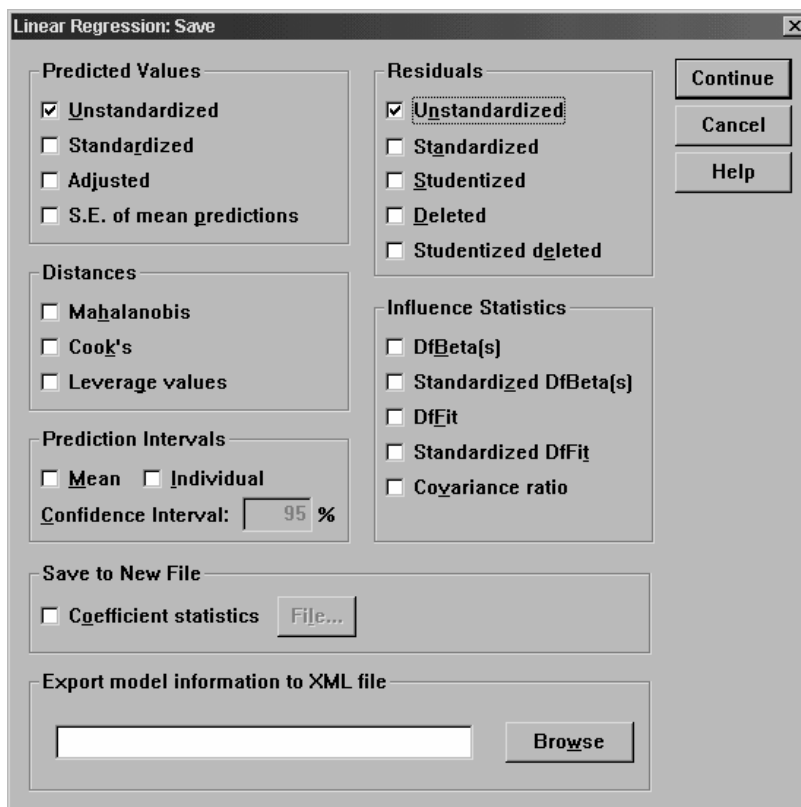 Linear Regression: Save
Predicted Values
Unstandardized
Standardized
Adjusted
S.E. of mean predictions
Distances
Mahalanobis
Cook's
Leverage values
Prediction Intervals
Mean Individual
Confidence Interval: 95 %
Residuals
Unstandardized
Standardized
Studentized
Deleted
Studentized deleted
Influence Statistics
DfBeta(s)
Standardized DfBeta(s)
DfFit
Standardized DfFit
Covariance ratio
Continue
Cancel
Help
Save to New File
Coefficient statistics File...
Export model information to XML file
Browse